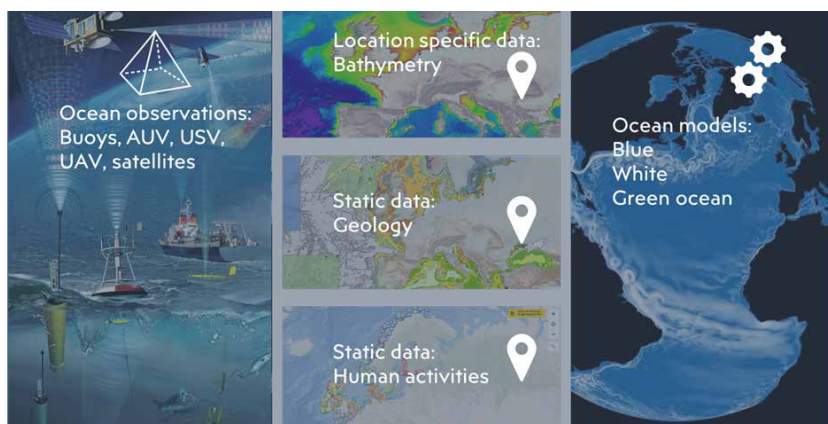 Ocean observations:
Buoys, AUV, USV,
UAV, satellites
Location specific data:
Bathymetry
Static data:
Geology
Static data:
Human activities
Ocean models:
Blue
White
Green ocean